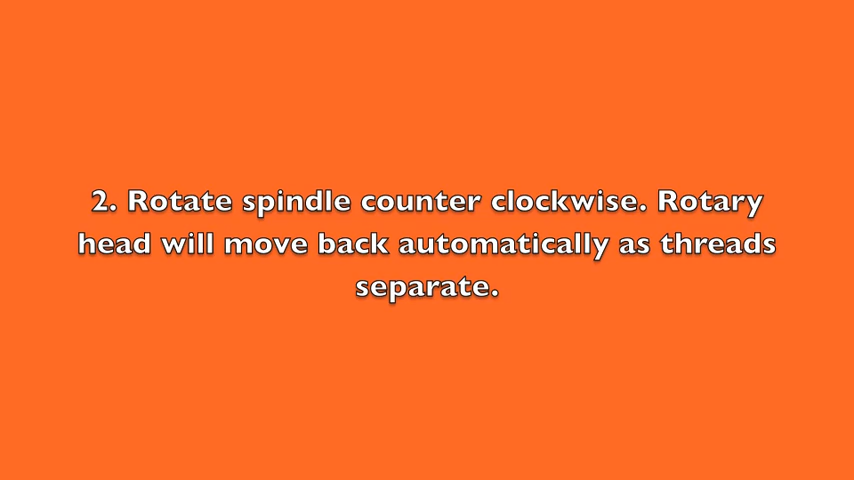 2. Rotate spindle counter clockwise. Rotary
head will move back automatically as threads
separate.